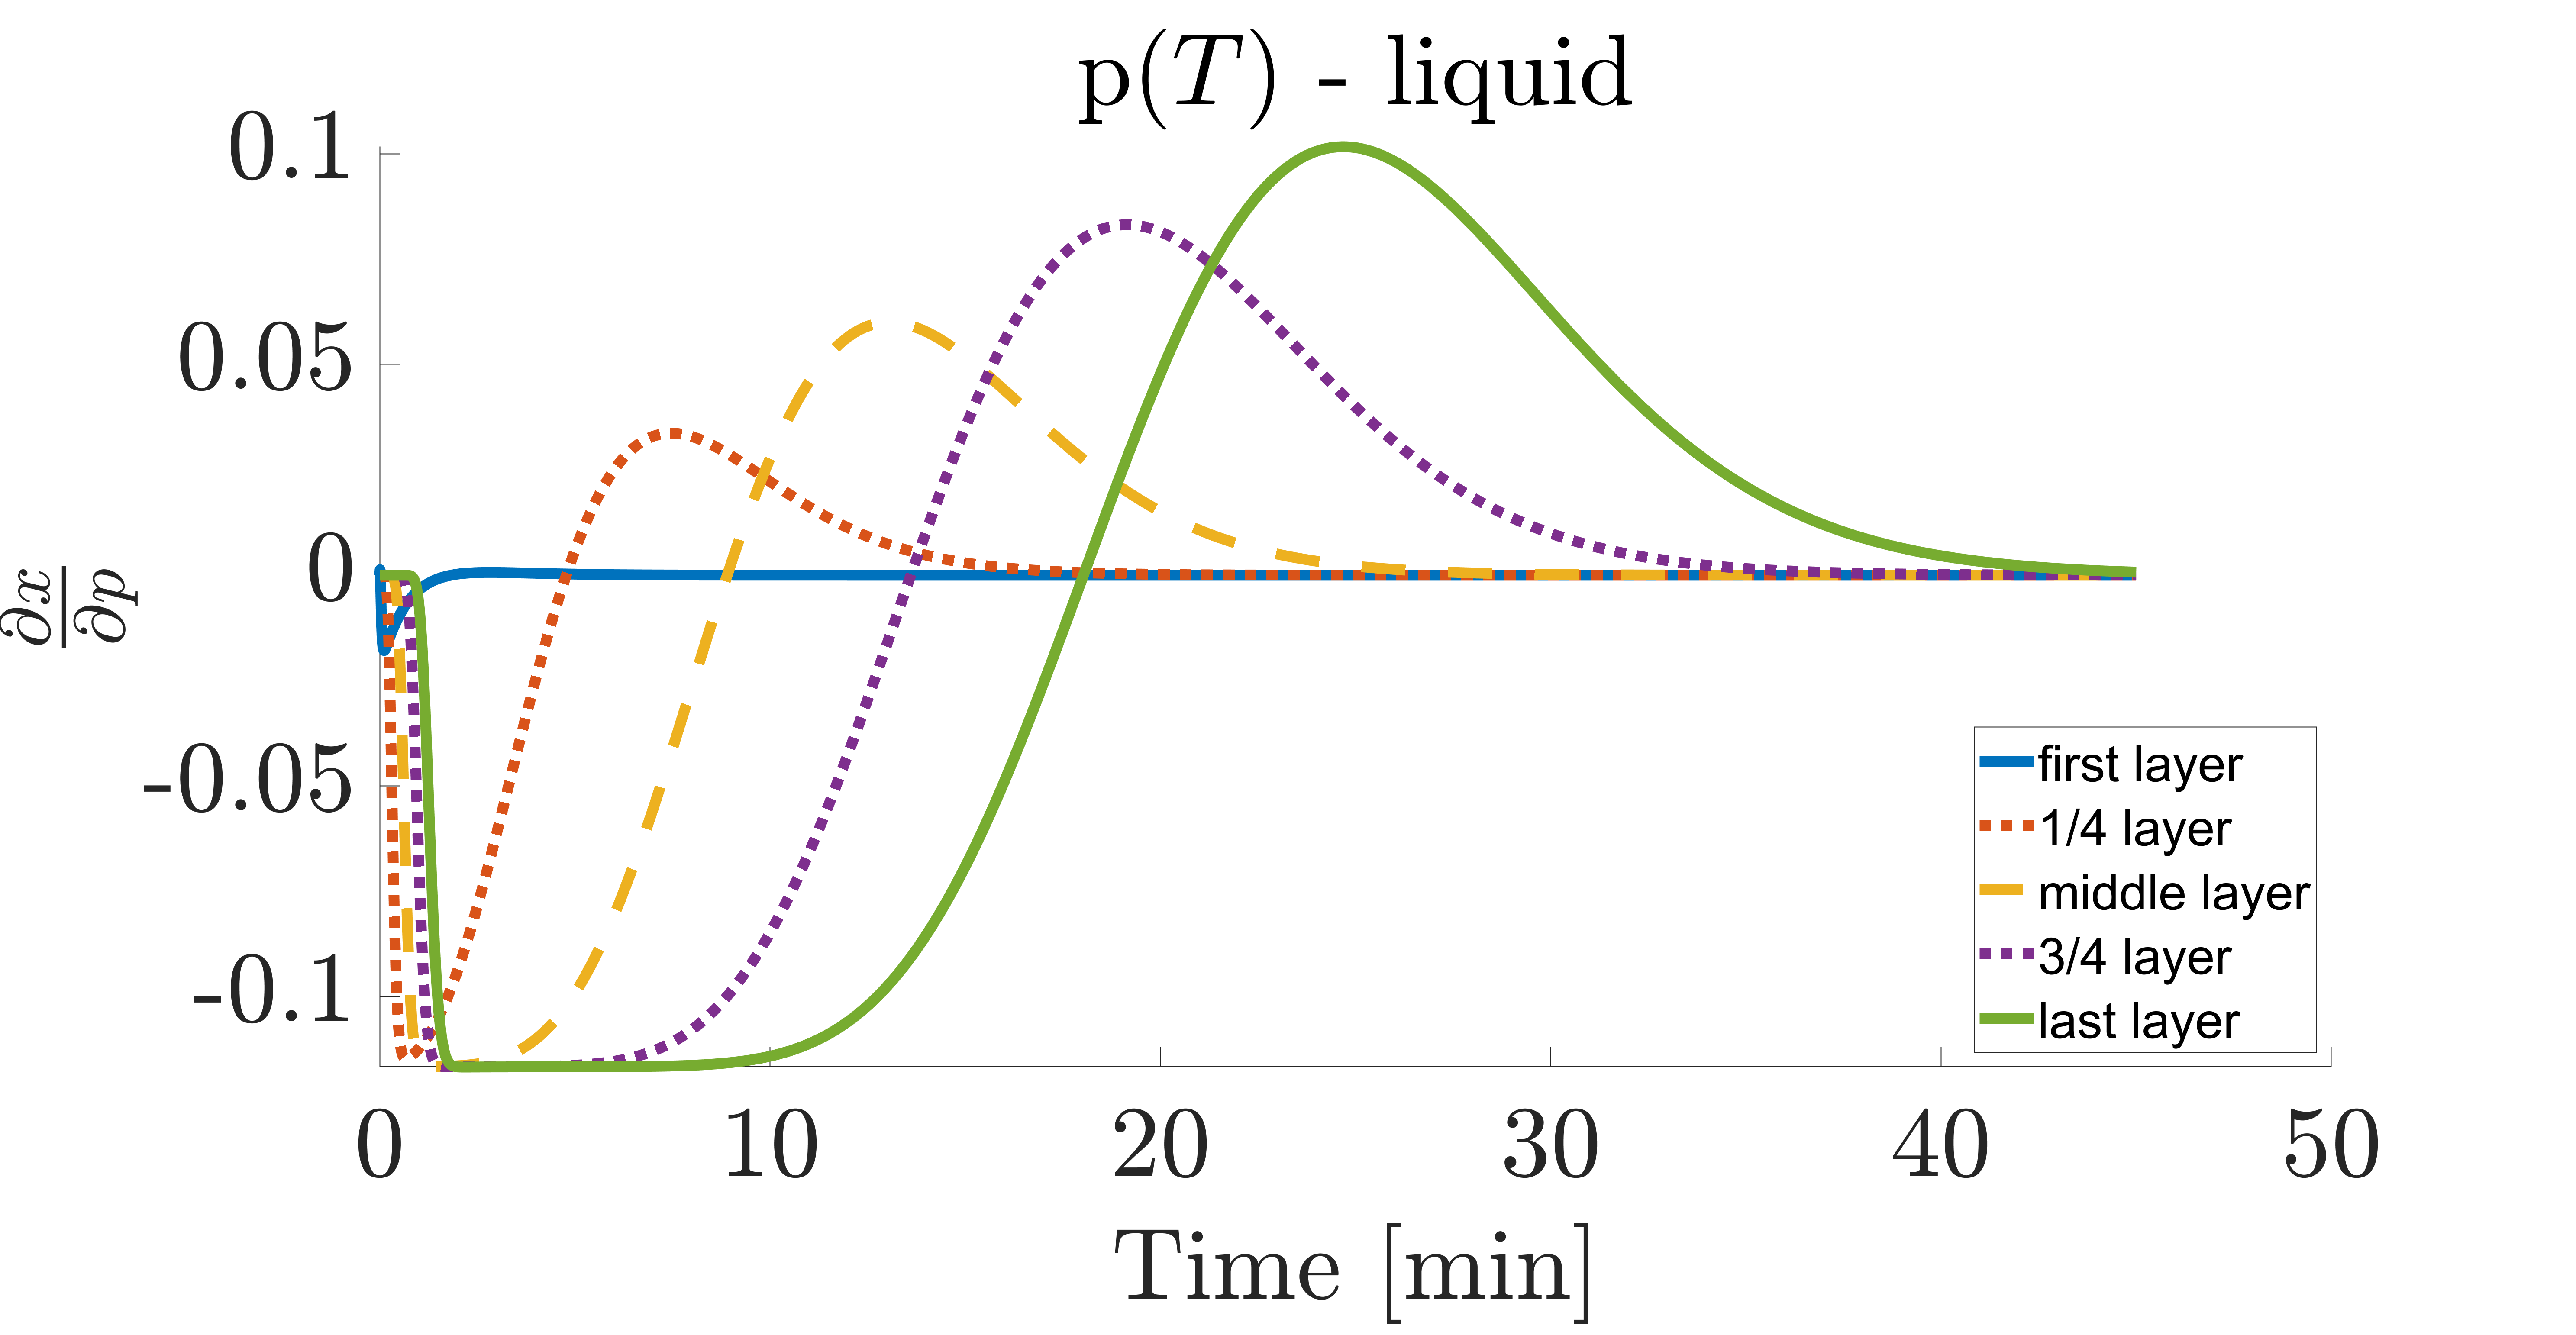 p(T) - liquid
0.1
0.05
0
-0.05
-0.1
∂x
∂p
0 10 20 30 40 50
Time [min]
first layer
1/4 layer
middle layer
3/4 layer
last layer